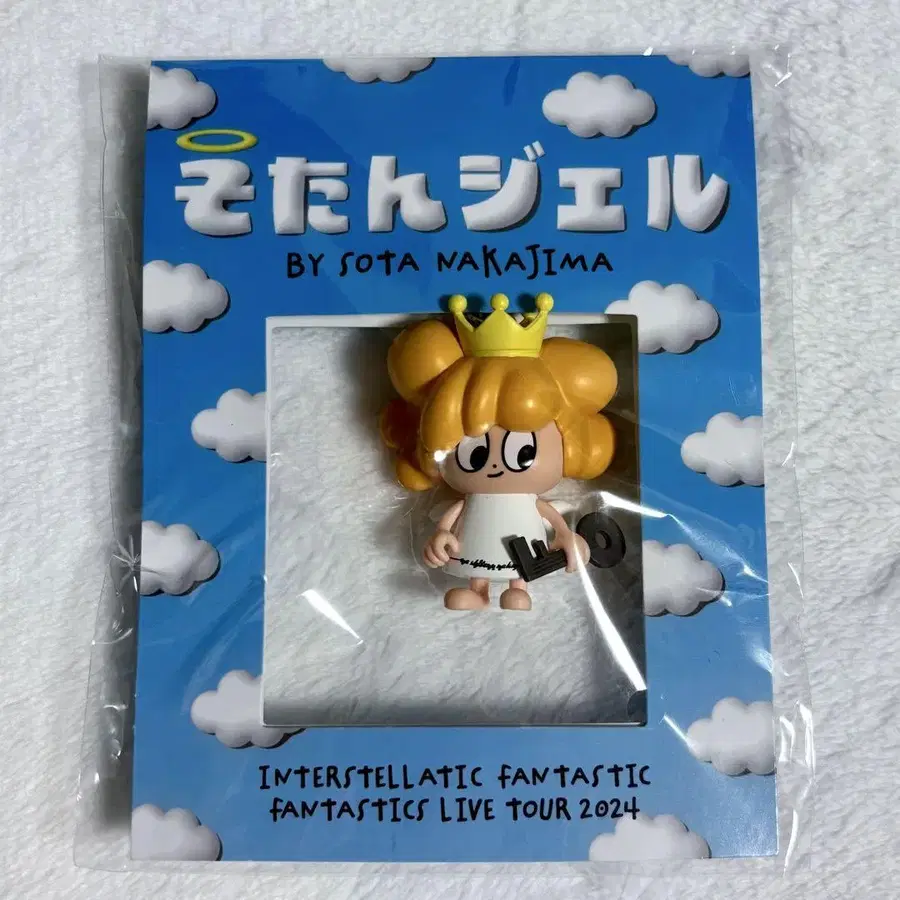 そたんジェル
BY SOTA NAKAJIMA
INTERSTELLATIC FANTASTIC
FANTASTICS LIVE TOUR 2024